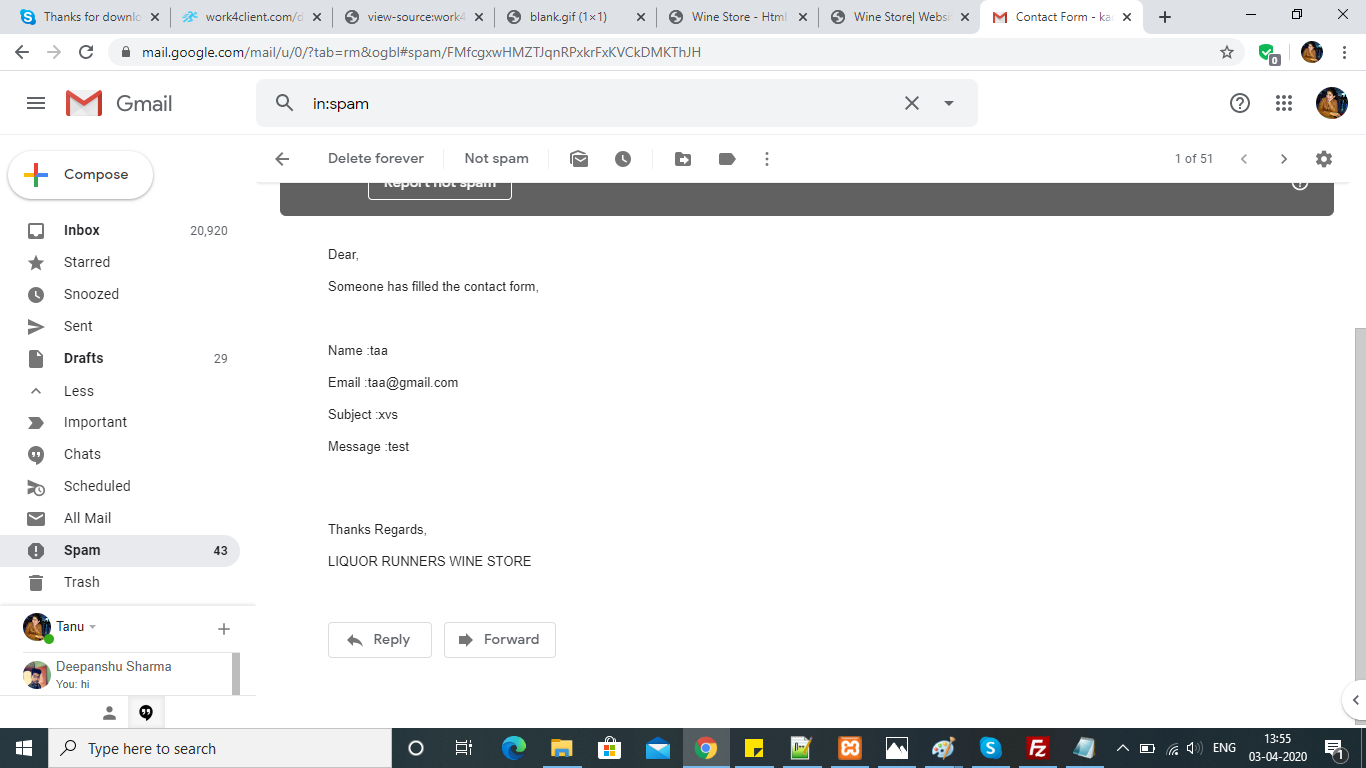 Thanks for downlo
work4client.com/d
view-source:work4
blank.gif (1×1)
Wine Store - Html
Wine Store| Websi
Contact Form - ka
mail.google.com/mail/u/0/?tab=rm&ogbl#spam/FMfcgxwHMZTJqnRPxkrFxKVCkDMKThJH
0
Gmail
in:spam
Compose
Delete forever
Not spam
1 of 51
Report not spam
Inbox 20,920
Starred
Snoozed
Sent
Drafts 29
Less
Important
Chats
Scheduled
All Mail
Spam 43
Trash
Tanu
Deepanshu Sharma
You: hi
Dear,
Someone has filled the contact form,
Name :taa
Email :taa@gmail.com
Subject :xvs
Message :test
Thanks Regards,
LIQUOR RUNNERS WINE STORE
Reply
Forward
Type here to search
ENG
13:55
03-04-2020
1